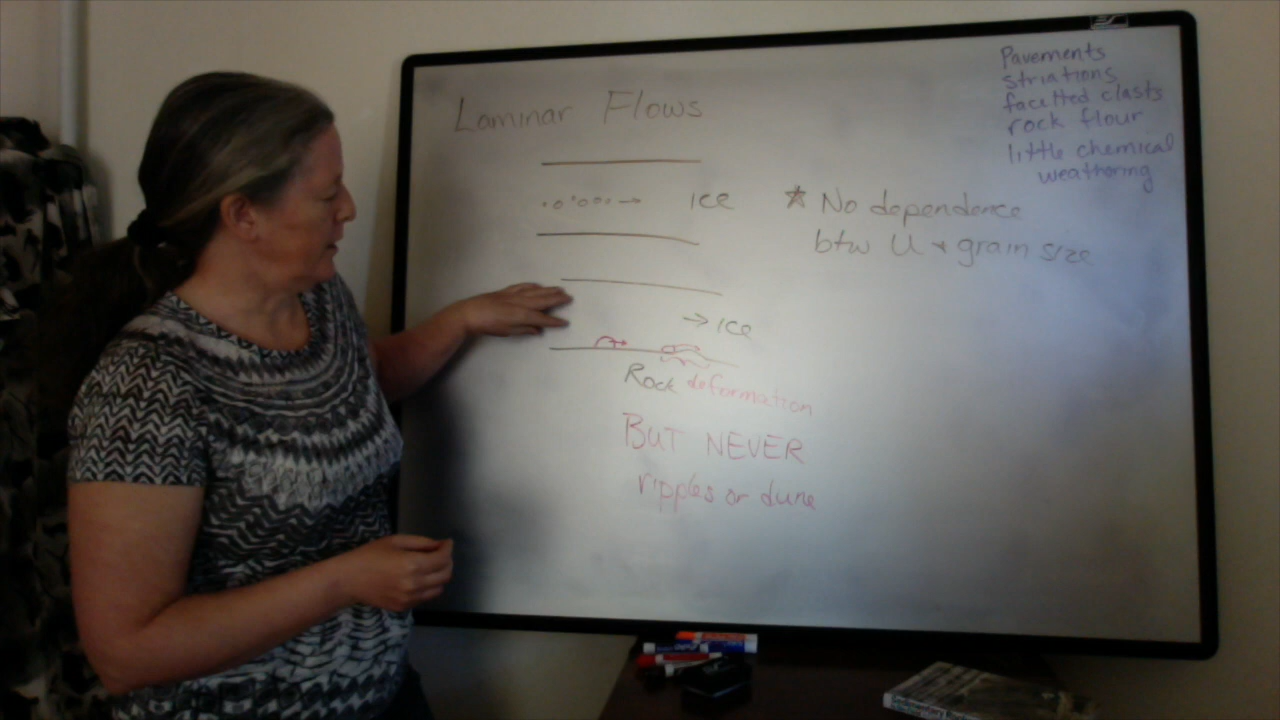 Laminar Flows
ICE
→ ICE
Rock deformation
BUT NEVER
ripples or dune
* No dependence
btw U + grain size
Pavements
striations
facetted clasts
rock flour
little chemical
weathering